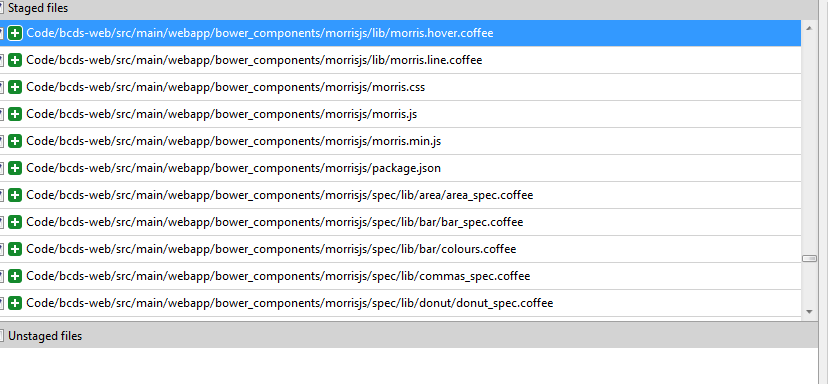 Staged files
Code/bcds-web/src/main/webapp/bower_components/morrisjs/lib/morris.hover.coffee
Code/bcds-web/src/main/webapp/bower_components/morrisjs/lib/morris.line.coffee
Code/bcds-web/src/main/webapp/bower_components/morrisjs/morris.css
Code/bcds-web/src/main/webapp/bower_components/morrisjs/morris.js
Code/bcds-web/src/main/webapp/bower_components/morrisjs/morris.min.js
Code/bcds-web/src/main/webapp/bower_components/morrisjs/package.json
Code/bcds-web/src/main/webapp/bower_components/morrisjs/spec/lib/area/area_spec.coffee
Code/bcds-web/src/main/webapp/bower_components/morrisjs/spec/lib/bar/bar_spec.coffee
Code/bcds-web/src/main/webapp/bower_components/morrisjs/spec/lib/bar/colours.coffee
Code/bcds-web/src/main/webapp/bower_components/morrisjs/spec/lib/commas_spec.coffee
Code/bcds-web/src/main/webapp/bower_components/morrisjs/spec/lib/donut/donut_spec.coffee
Unstaged files